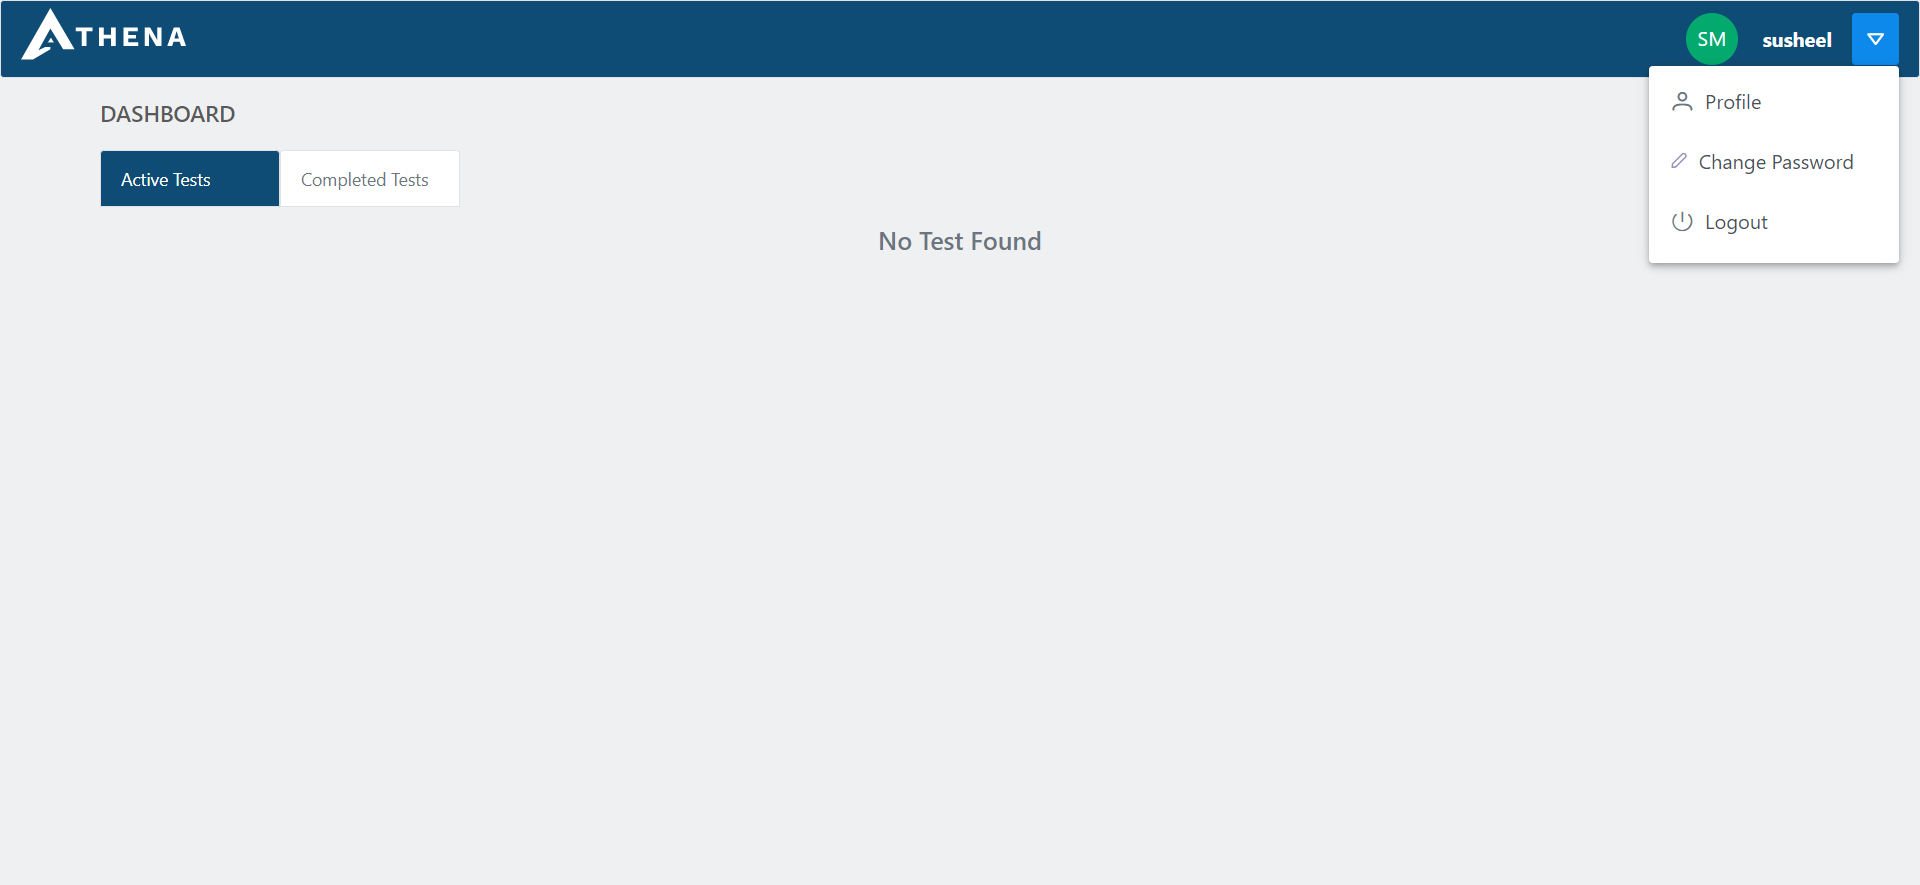 ATHENA
SM
susheel
Profile
Change Password
Logout
DASHBOARD
Active Tests
Completed Tests
No Test Found